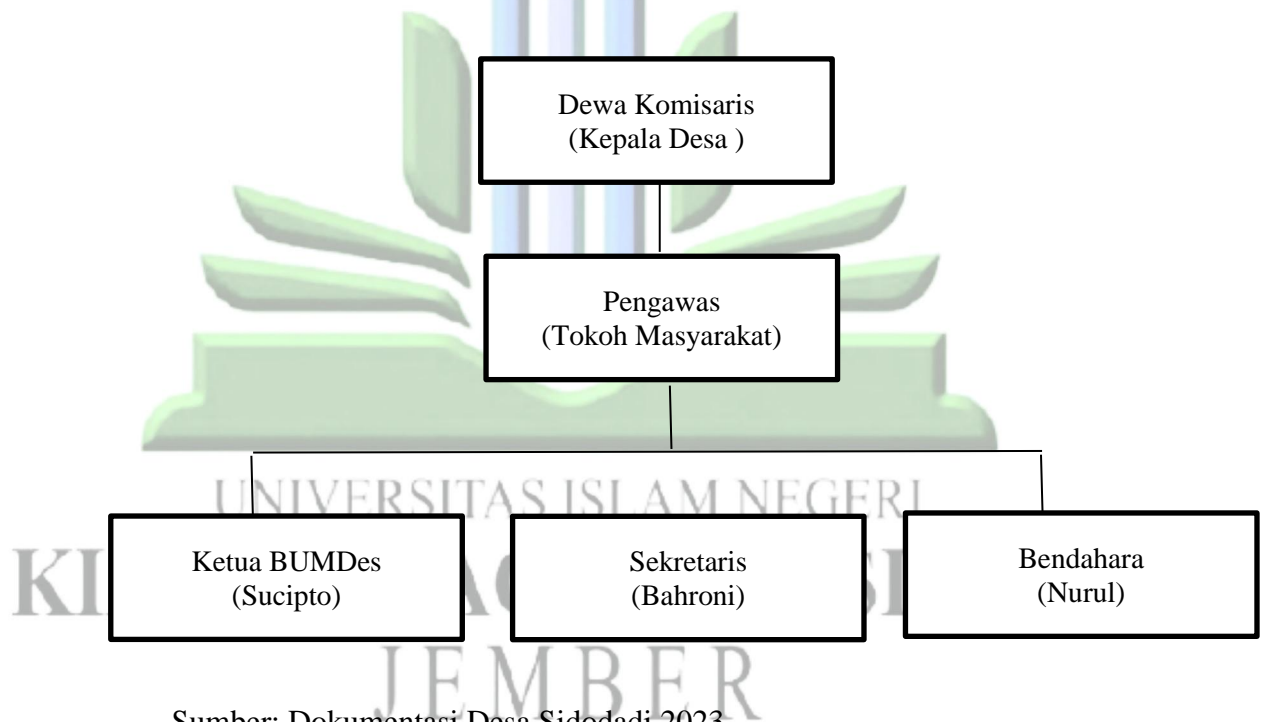 Dewa Komisaris
(Kepala Desa )
Pengawas
(Tokoh Masyarakat)
UNIVERSITAS ISLAM NEGERI
Ketua BUMDes
(Sucipto)
Sekretaris
(Bahroni)
Bendahara
(Nurul)
KI
JEMBER
Sumber: Dokumentasi Desa Sidodadi 2023